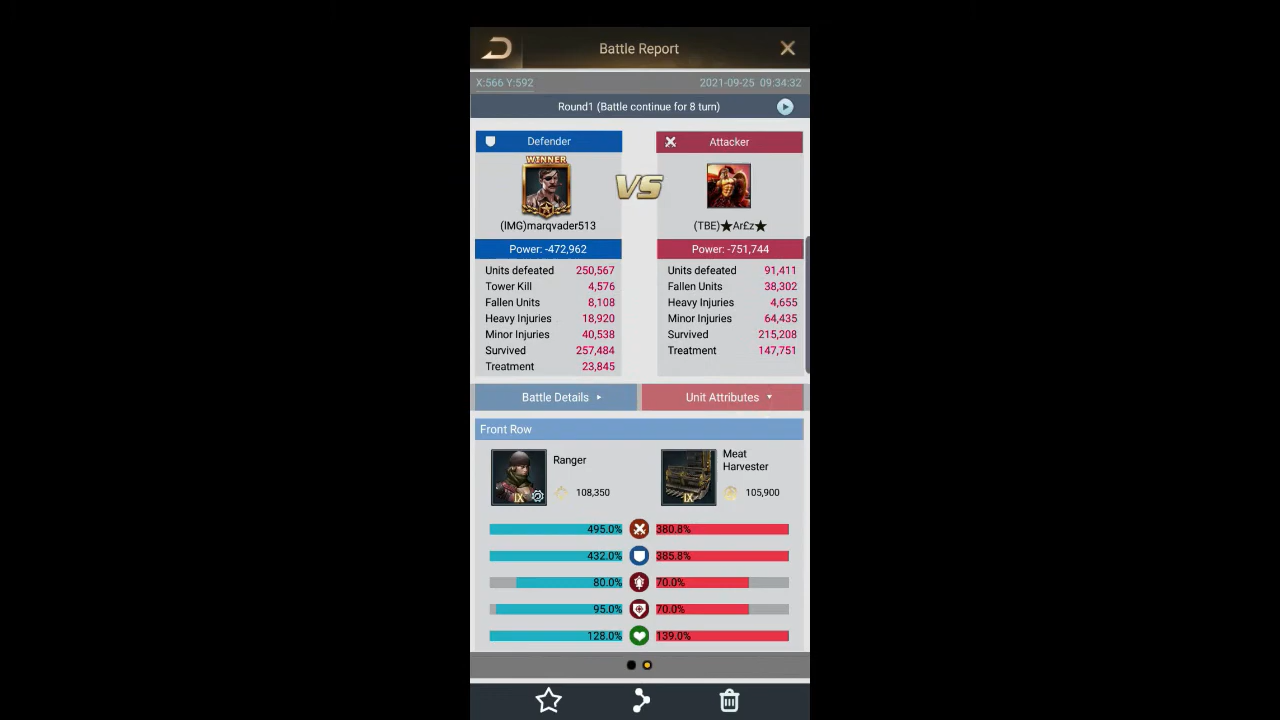 Battle Report
X:566 Y:592 2021-09-25 09:34:32
Round1 (Battle continue for 8 turn)
Defender Attacker
WINNER
VS
(IMG)marqvader513 (TBE)★Ar£z★
Power: -472,962 Power: -751,744
Units defeated 250,567 Units defeated 91,411
Tower Kill 4,576 Fallen Units 38,302
Fallen Units 8,108 Heavy Injuries 4,655
Heavy Injuries 18,920 Minor Injuries 64,435
Minor Injuries 40,538 Survived 215,208
Survived 257,484 Treatment 147,751
Treatment 23,845
Battle Details Unit Attributes
Front Row
Ranger Meat
Harvester
IX 108,350 IX 105,900
495.0% 380.8%
432.0% 385.8%
80.0% 70.0%
95.0% 70.0%
128.0% 139.0%